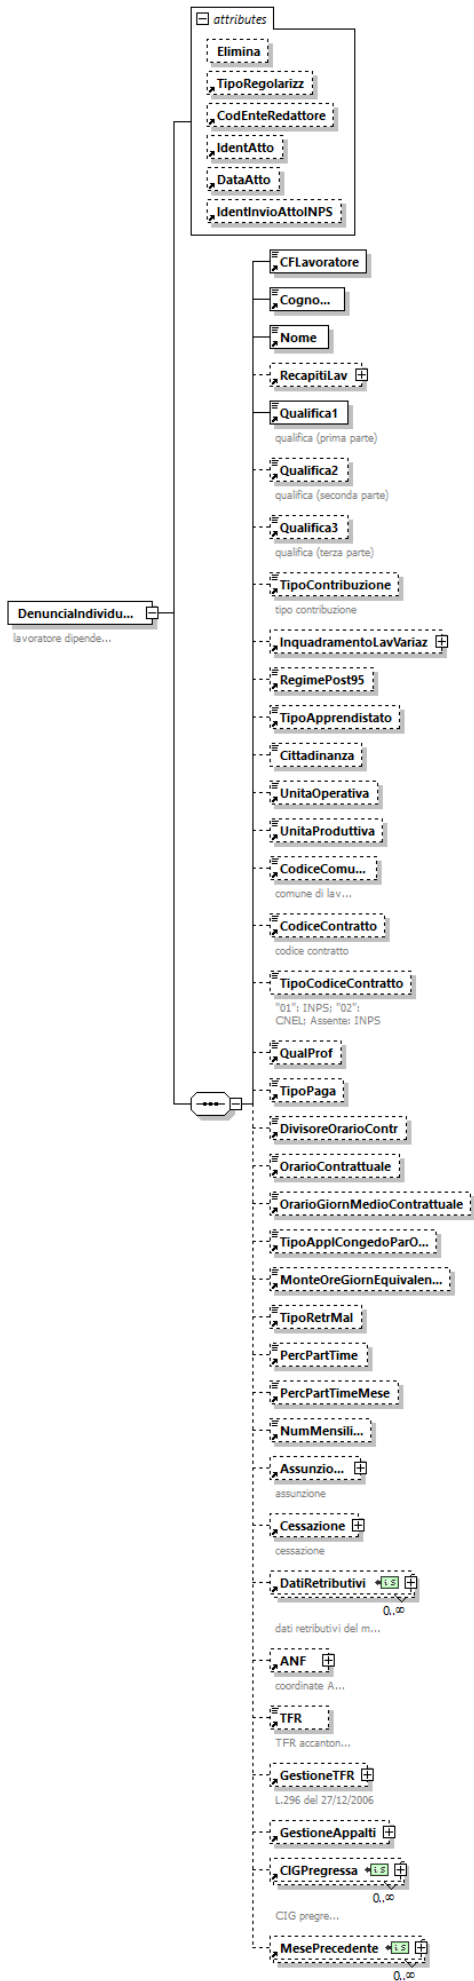 attributes
Elimina
TipoRegolarizz
CodEnteRedattore
IdentAtto
DataAtto
IdentInvioAttoINPS
CFLavoratore
Cogno...
Nome
RecapitiLav
Qualifica1
qualifica (prima parte)
Qualifica2
qualifica (seconda parte)
Qualifica3
qualifica (terza parte)
TipoContribuzione
tipo contribuzione
DenunciaIndividu...
lavoratore dipende...
InquadramentoLavVariaz
RegimePost95
TipoApprendistato
Cittadinanza
UnitaOperativa
UnitaProduttiva
CodiceComu...
comune di lav...
CodiceContratto
codice contratto
TipoCodiceContratto
"01": INPS; "02":
CNEL; Assente: INPS
QualProf
TipoPaga
DivisoreOrarioContr
OrarioContrattuale
OrarioGiornMedioContrattuale
TipoApplCongedoParO...
MonteOreGiornEquivalen...
TipoRetrMal
PercPartTime
PercPartTimeMese
NumMensili...
Assunzio...
assunzione
Cessazione
cessazione
DatiRetributivi
0..∞
dati retributivi del m...
ANF
coordinate A...
TFR
TFR accanton...
GestioneTFR
L.296 del 27/12/2006
GestioneAppalti
CIGPregressa
0..∞
CIG pregre...
MesePrecedente
0..∞